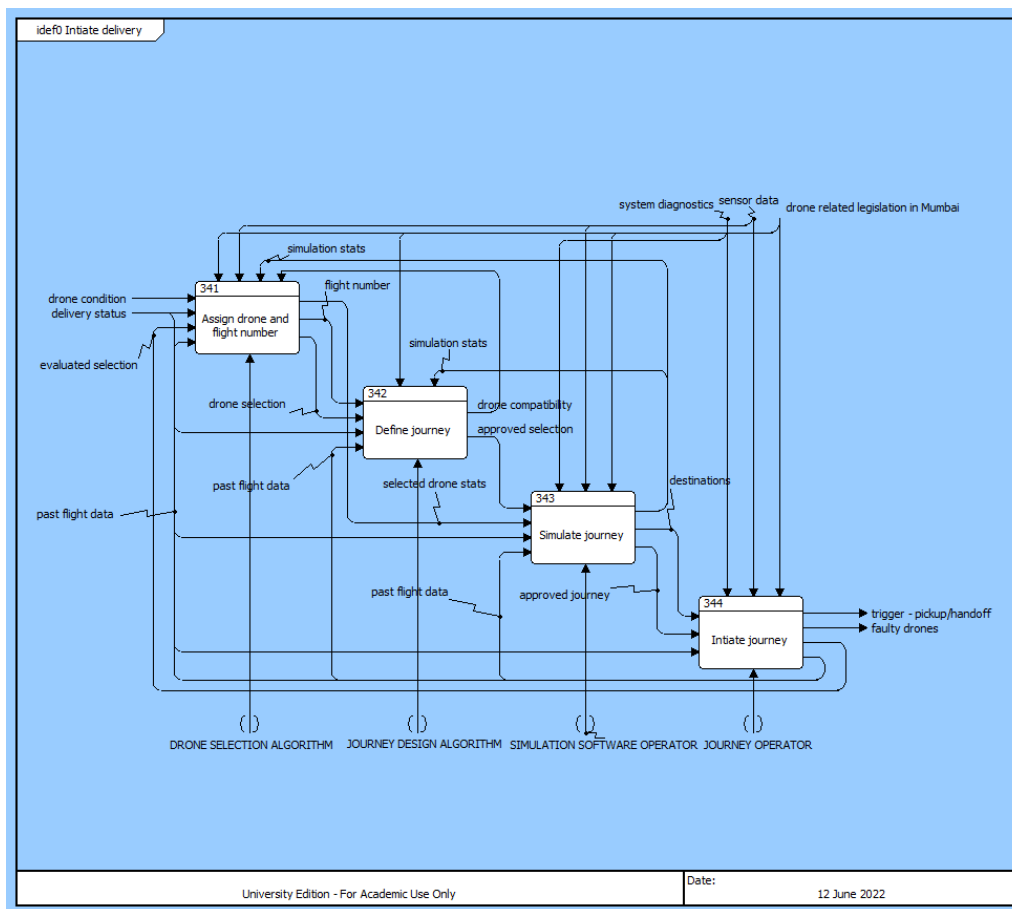 idef0 Intiate delivery
system diagnostics
sensor data
drone related legislation in Mumbai
simulation stats
flight number
341
Assign drone and
flight number
drone condition
delivery status
evaluated selection
simulation stats
drone selection
342
Define journey
drone compatibility
approved selection
past flight data
selected drone stats
destinations
past flight data
343
Simulate journey
past flight data
approved journey
344
Intiate journey
trigger - pickup/handoff
faulty drones
DRONE SELECTION ALGORITHM
JOURNEY DESIGN ALGORITHM
SIMULATION SOFTWARE OPERATOR
JOURNEY OPERATOR
University Edition - For Academic Use Only
Date:
12 June 2022